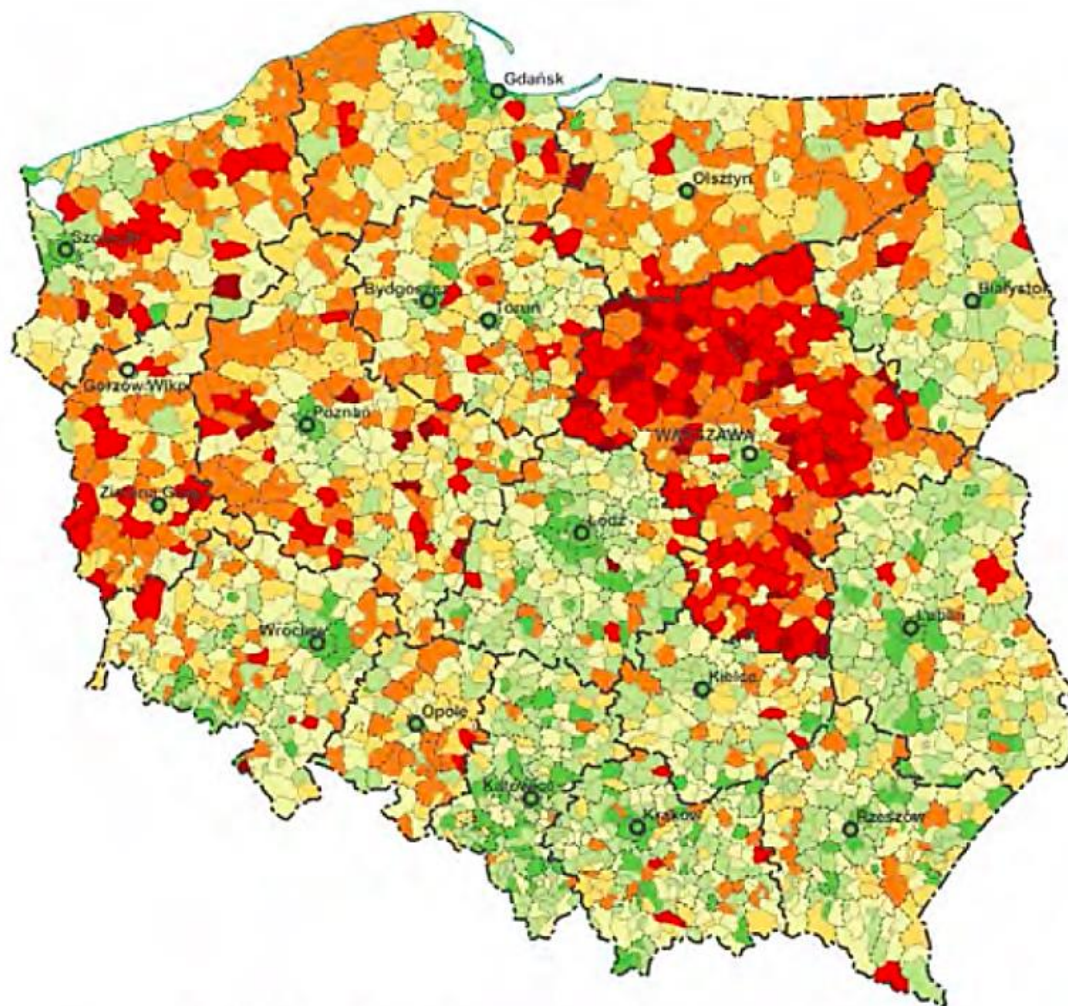 Gdańsk
Olsztyn
Szczecin
Białystok
Bydgoszcz
Toruń
Gorzów Wlkp.
Poznań
WARSZAWA
Zielona Góra
Łódź
Lublin
Wrocław
Kielce
Opole
Katowice
Kraków
Rzeszów